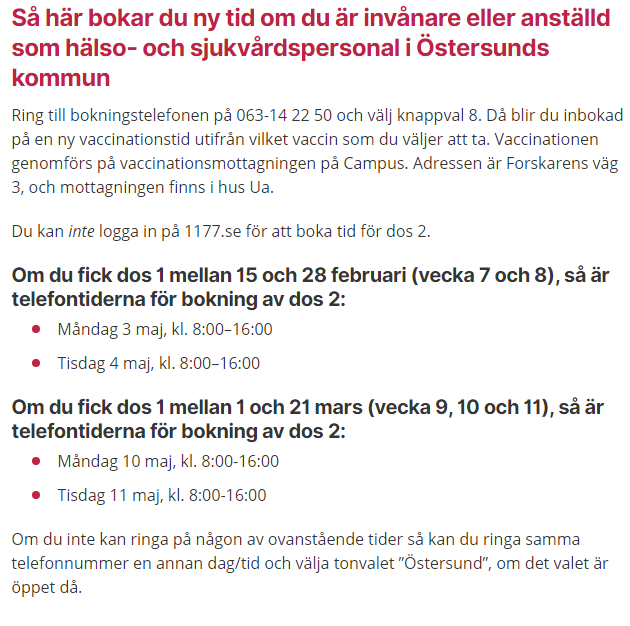 Så här bokar du ny tid om du är invånare eller anställd
som hälso- och sjukvårdspersonal i Östersunds
kommun
Ring till bokningstelefonen på 063-14 22 50 och välj knappval 8. Då blir du inbokad
på en ny vaccinationstid utifrån vilket vaccin som du väljer att ta. Vaccinationen
genomförs på vaccinationsmottagningen på Campus. Adressen är Forskarens väg
3, och mottagningen finns i hus Ua.
Du kan inte logga in på 1177.se för att boka tid för dos 2.
Om du fick dos 1 mellan 15 och 28 februari (vecka 7 och 8), så är
telefontiderna för bokning av dos 2:
Måndag 3 maj, kl. 8:00–16:00
Tisdag 4 maj, kl. 8:00–16:00
Om du fick dos 1 mellan 1 och 21 mars (vecka 9, 10 och 11), så är
telefontiderna för bokning av dos 2:
Måndag 10 maj, kl. 8:00-16:00
Tisdag 11 maj, kl. 8:00-16:00
Om du inte kan ringa på någon av ovanstående tider så kan du ringa samma
telefonnummer en annan dag/tid och välja tonvalet ”Östersund”, om det valet är
öppet då.